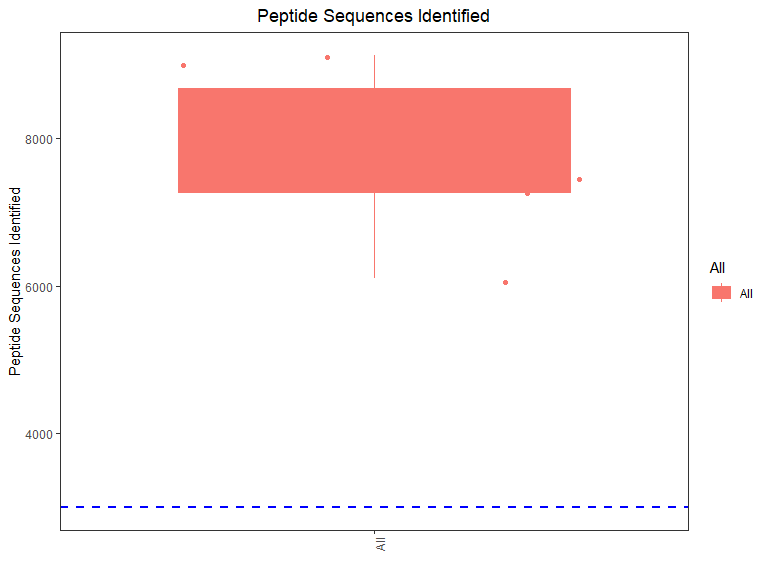 Peptide Sequences Identified
Peptide Sequences Identified
8000
6000
4000
All
All
All